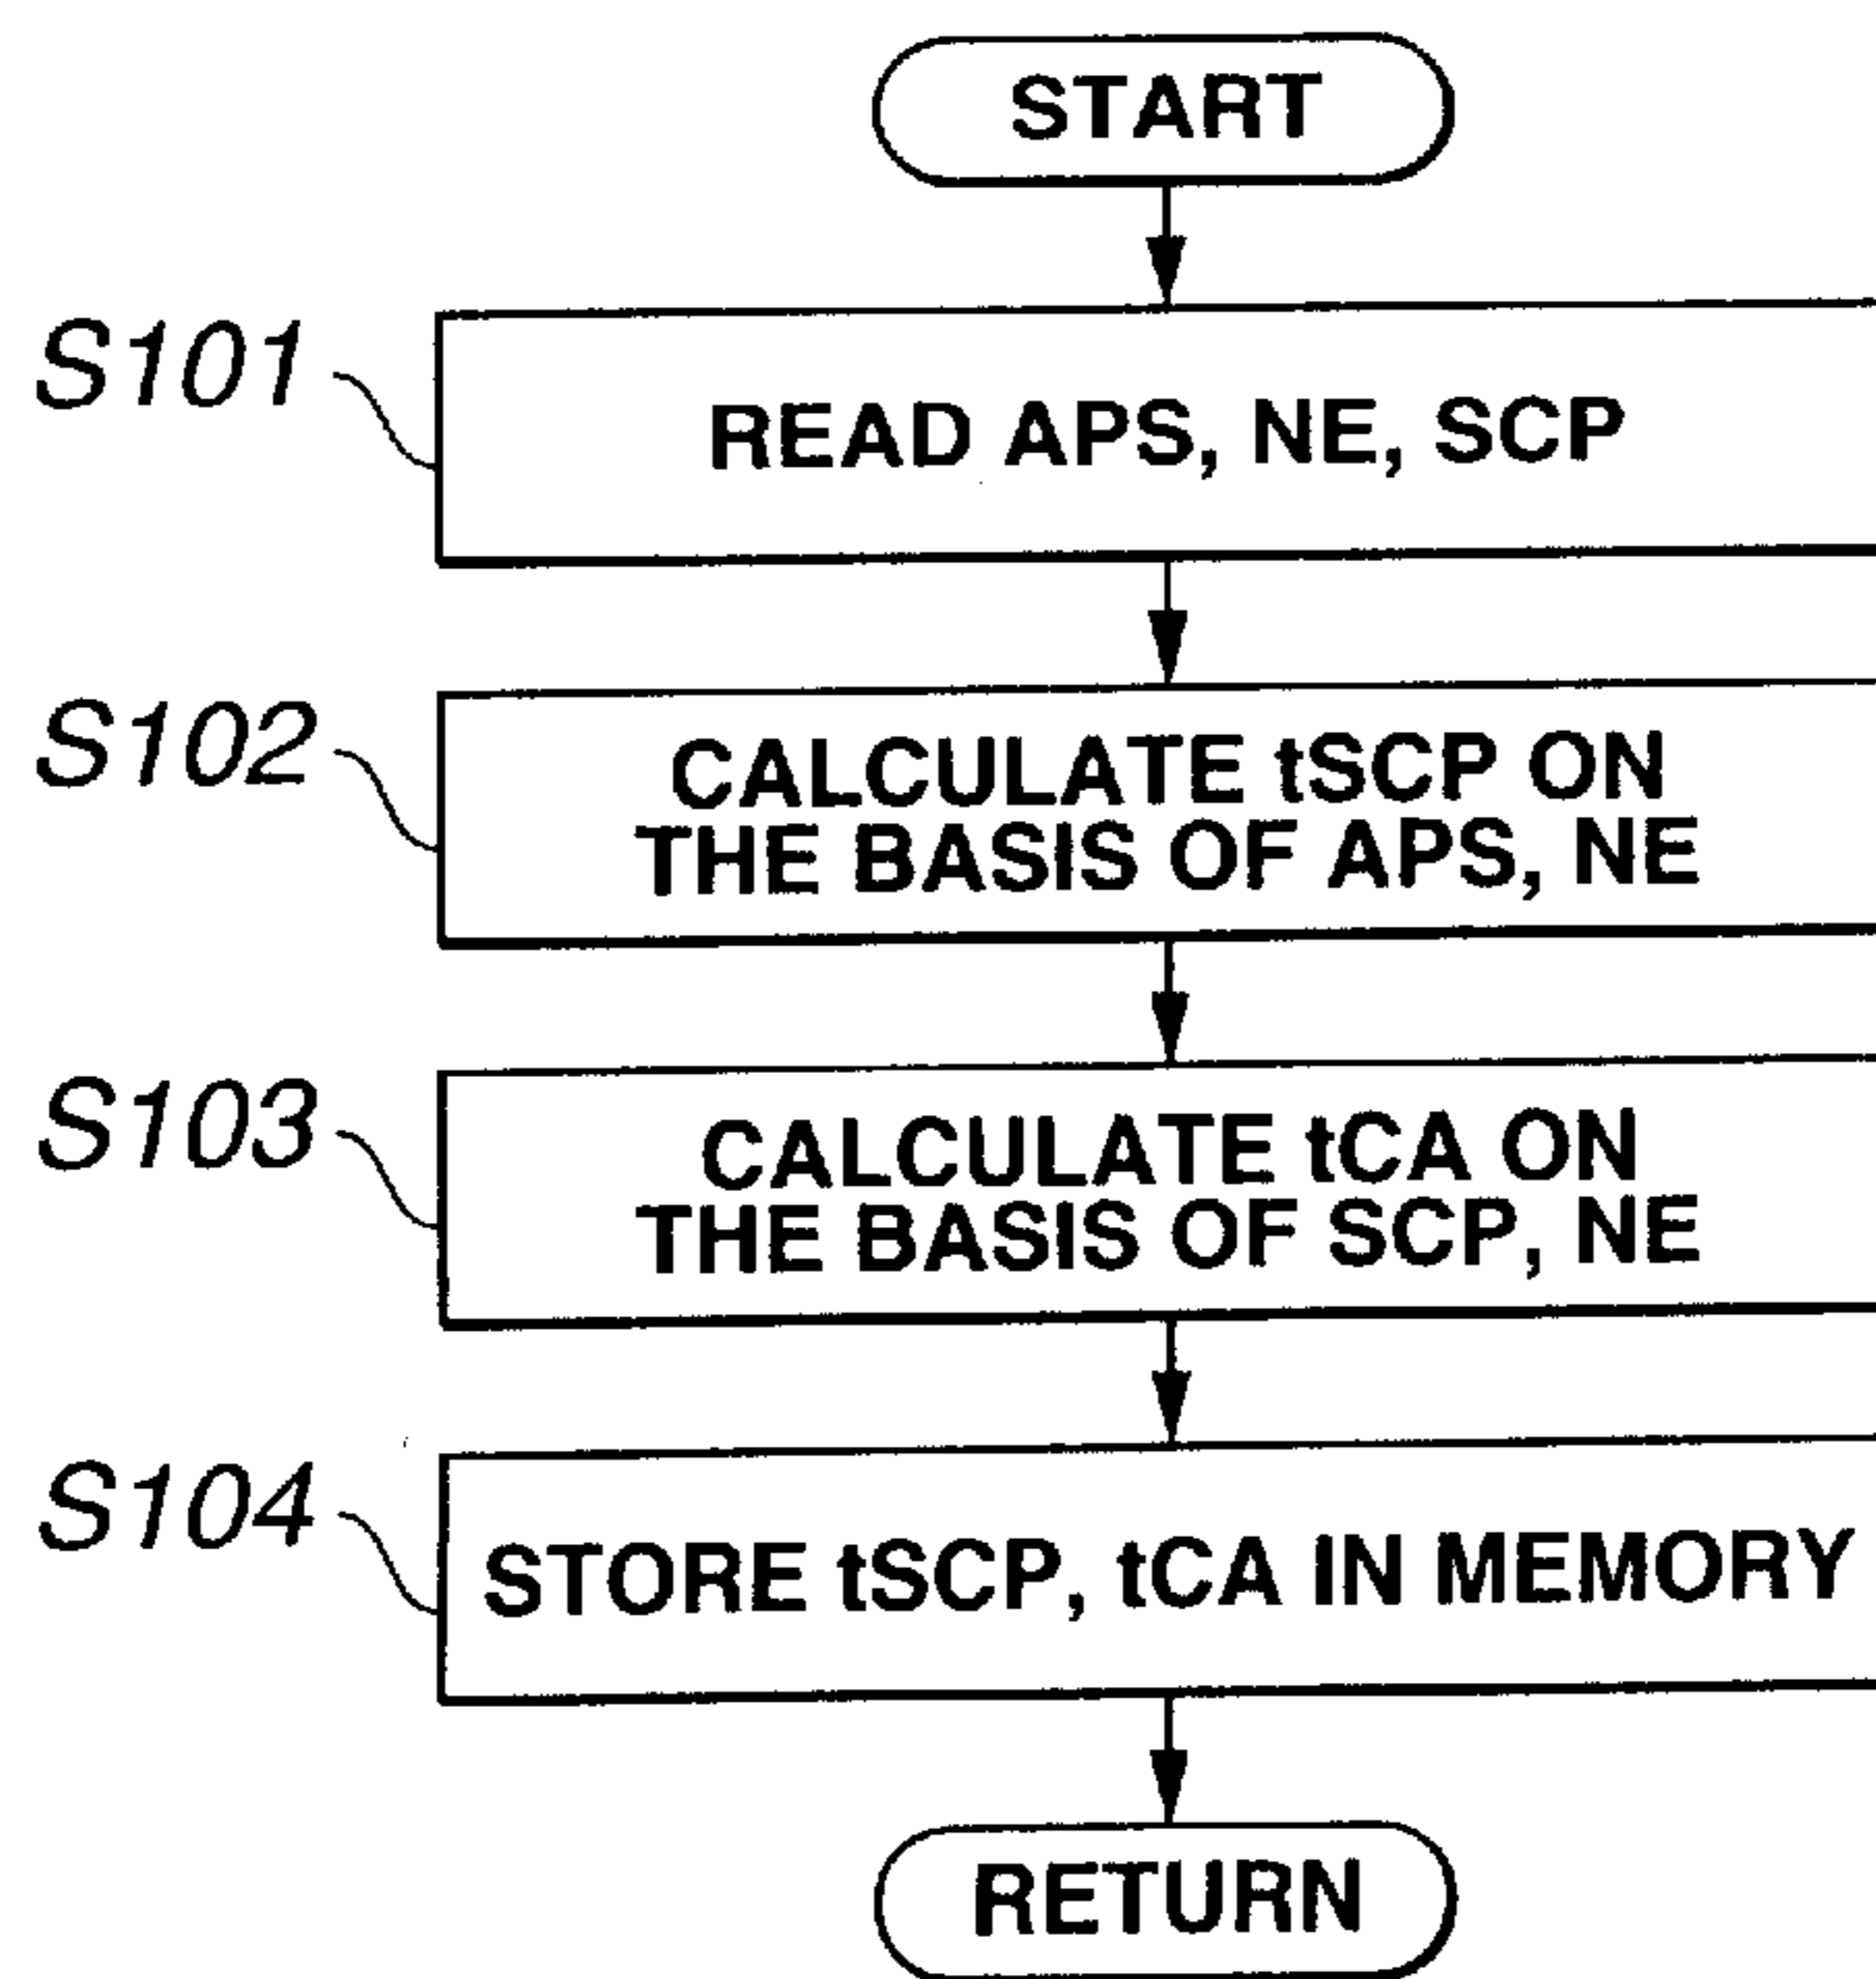 START
S101
READ APS, NE, SCP
S102
CALCULATE tSCP ON
THE BASIS OF APS, NE
S103
CALCULATE tCA ON
THE BASIS OF SCP, NE
S104
STORE tSCP, tCA IN MEMORY
RETURN